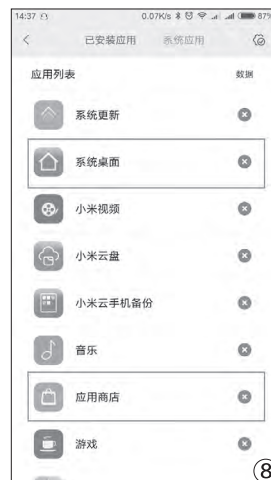 14:37 0.07K/s 87%
已安装应用 系统应用
应用列表 数据
系统更新
系统桌面
小米视频
小米云盘
小米云手机备份
音乐
应用商店
游戏
⑧